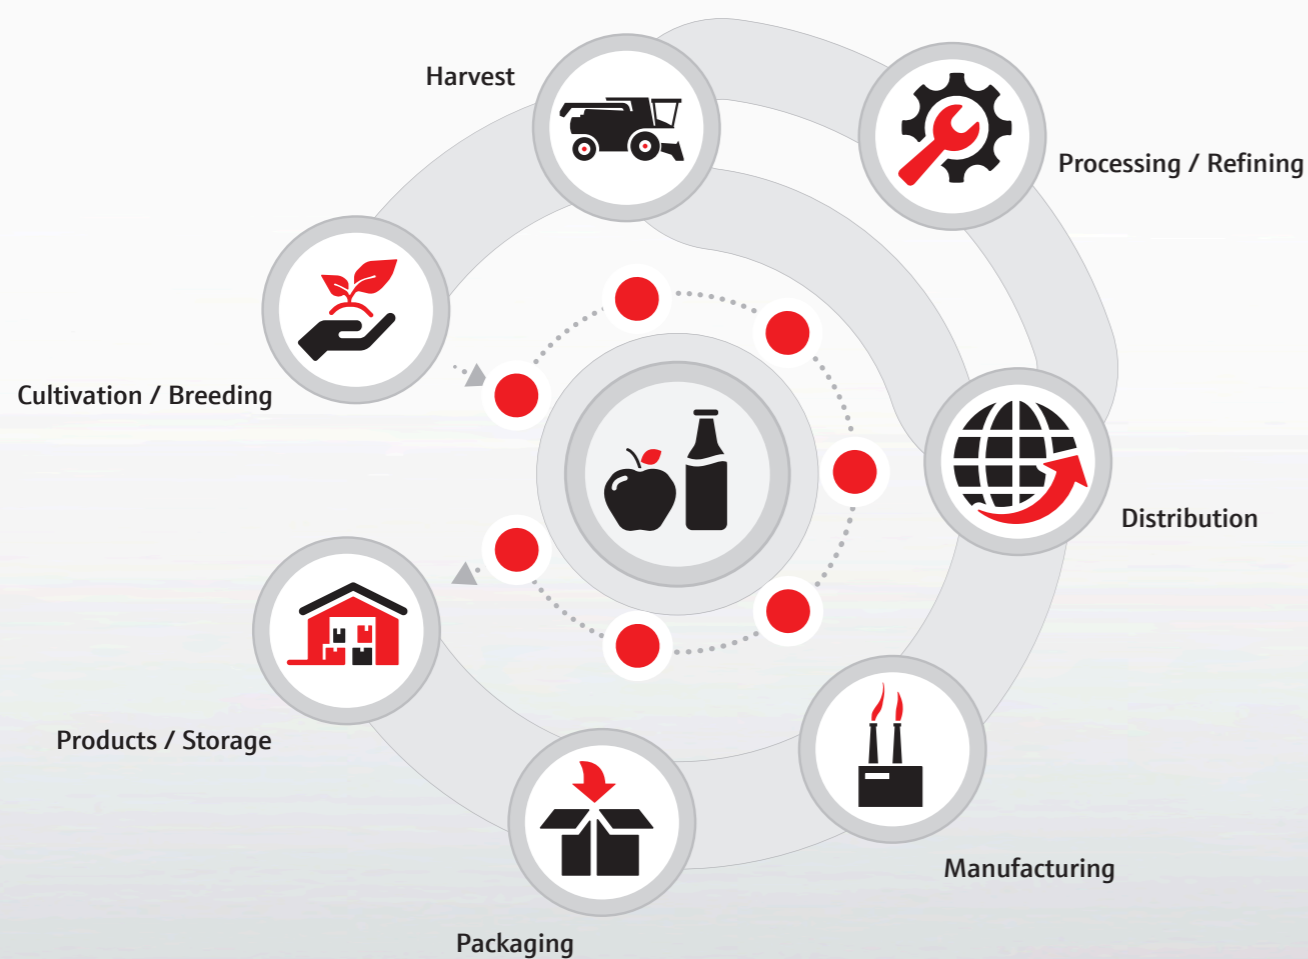 Harvest
Processing / Refining
Cultivation / Breeding
Distribution
Products / Storage
Manufacturing
Packaging